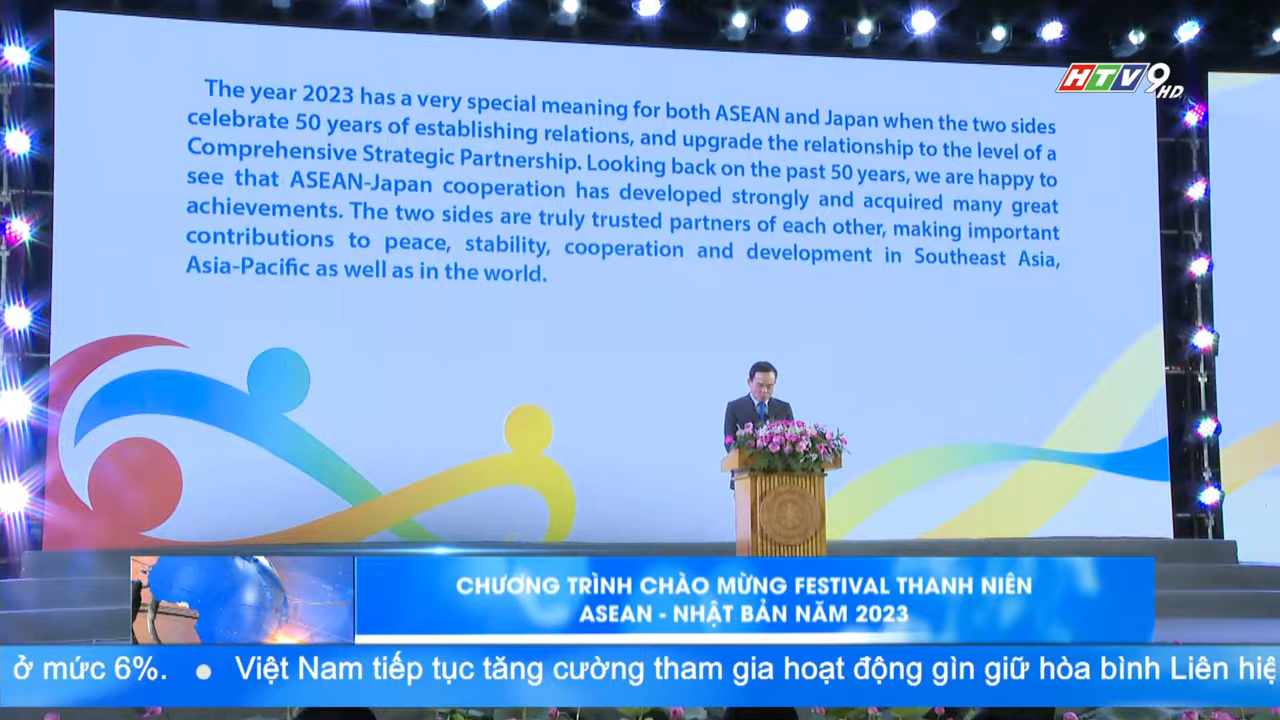 HTV9 HD
The year 2023 has a very special meaning for both ASEAN and Japan when the two sides
celebrate 50 years of establishing relations, and upgrade the relationship to the level of a
Comprehensive Strategic Partnership. Looking back on the past 50 years, we are happy to
see that ASEAN-Japan cooperation has developed strongly and acquired many great
achievements. The two sides are truly trusted partners of each other, making important
contributions to peace, stability, cooperation and development in Southeast Asia,
Asia-Pacific as well as in the world.
CHƯƠNG TRÌNH CHÀO MỪNG FESTIVAL THANH NIÊN
ASEAN - NHẬT BẢN NĂM 2023
ở mức 6%. ● Việt Nam tiếp tục tăng cường tham gia hoạt động gìn giữ hòa bình Liên hiệ